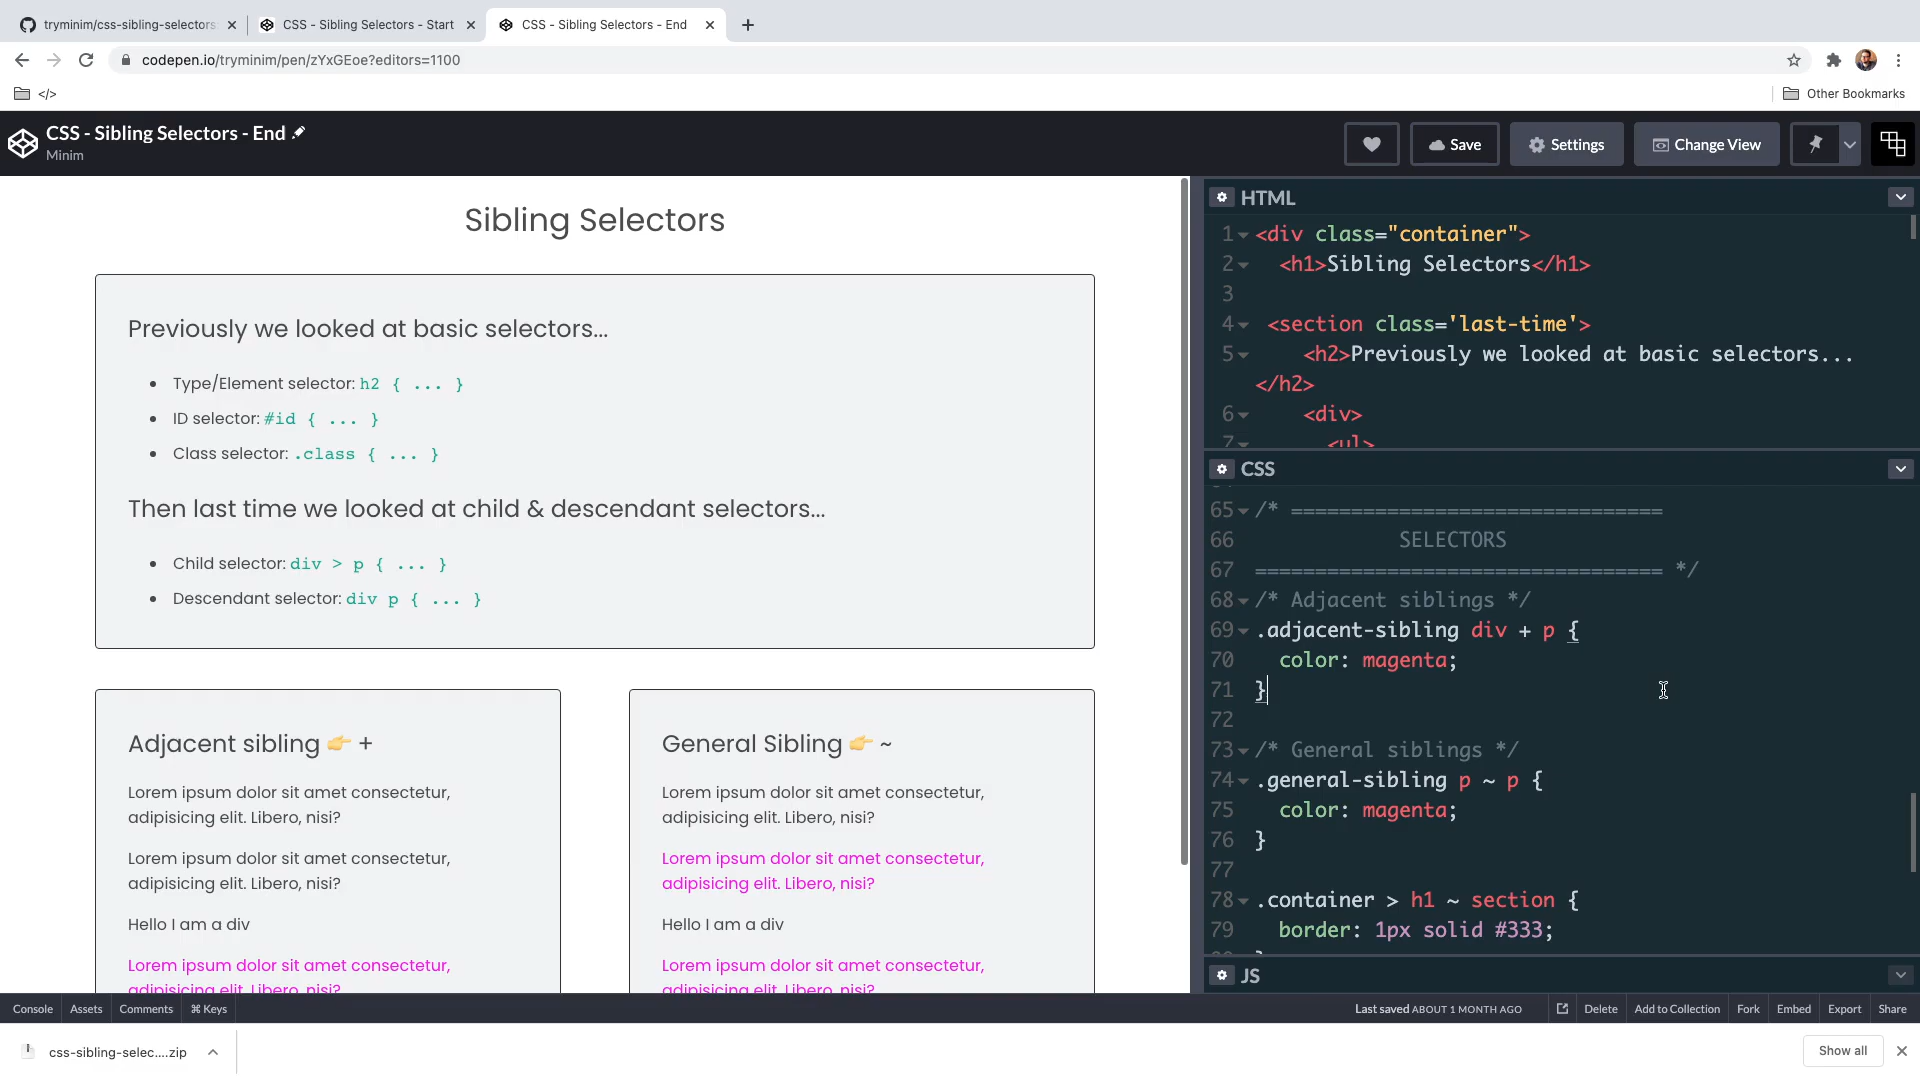 tryminim/css-sibling-selectors
CSS - Sibling Selectors - Start
CSS - Sibling Selectors - End
codepen.io/tryminim/pen/zYxGEoe?editors=1100
</>
Other Bookmarks
CSS - Sibling Selectors - End
Minim
Save
Settings
Change View
Sibling Selectors
Previously we looked at basic selectors...
• Type/Element selector: h2 { ... }
• ID selector: #id { ... }
• Class selector: .class { ... }
Then last time we looked at child & descendant selectors...
• Child selector: div > p { ... }
• Descendant selector: div p { ... }
Adjacent sibling 👉 +
Lorem ipsum dolor sit amet consectetur,
adipisicing elit. Libero, nisi?
Lorem ipsum dolor sit amet consectetur,
adipisicing elit. Libero, nisi?
Hello I am a div
Lorem ipsum dolor sit amet consectetur,
adipisicing elit. Libero, nisi?
General Sibling 👉 ~
Lorem ipsum dolor sit amet consectetur,
adipisicing elit. Libero, nisi?
Lorem ipsum dolor sit amet consectetur,
adipisicing elit. Libero, nisi?
Hello I am a div
Lorem ipsum dolor sit amet consectetur,
adipisicing elit. Libero, nisi?
HTML
1 <div class="container">
2 <h1>Sibling Selectors</h1>
3
4 <section class='last-time'>
5 <h2>Previously we looked at basic selectors...
</h2>
6 <div>
7 <ul>
CSS
65 /* ===============================
66 SELECTORS
67 ================================== */
68 /* Adjacent siblings */
69 .adjacent-sibling div + p {
70 color: magenta;
71 }
72
73 /* General siblings */
74 .general-sibling p ~ p {
75 color: magenta;
76 }
77
78 .container > h1 ~ section {
79 border: 1px solid #333;
JS
Console
Assets
Comments
⌘ Keys
Last saved ABOUT 1 MONTH AGO
Delete
Add to Collection
Fork
Embed
Export
Share
css-sibling-selec....zip
Show all